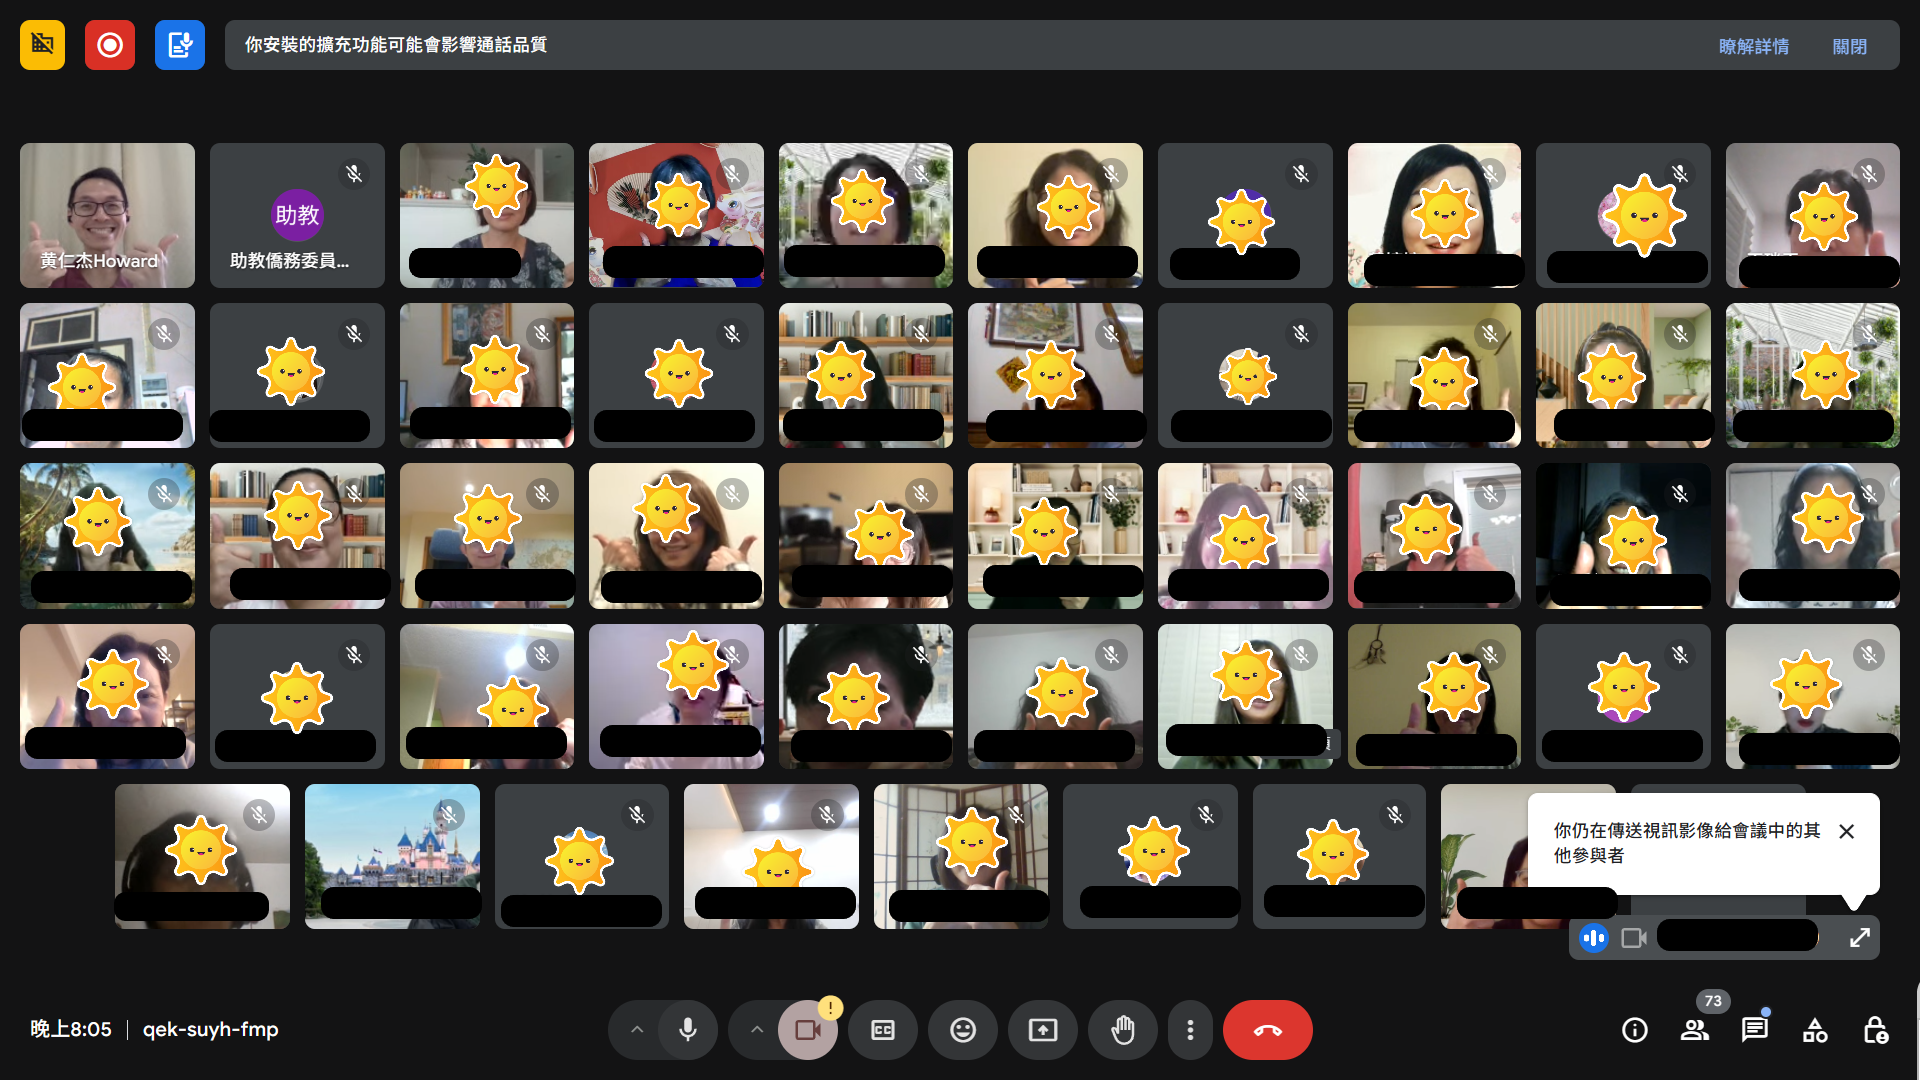 你安裝的擴充功能可能會影響通話品質
瞭解詳情
關閉
黄仁杰Howard
助教
助教僑務委員...
你仍在傳送視訊影像給會議中的其
他參與者
晚上8:05
qek-suyh-fmp
CC
73